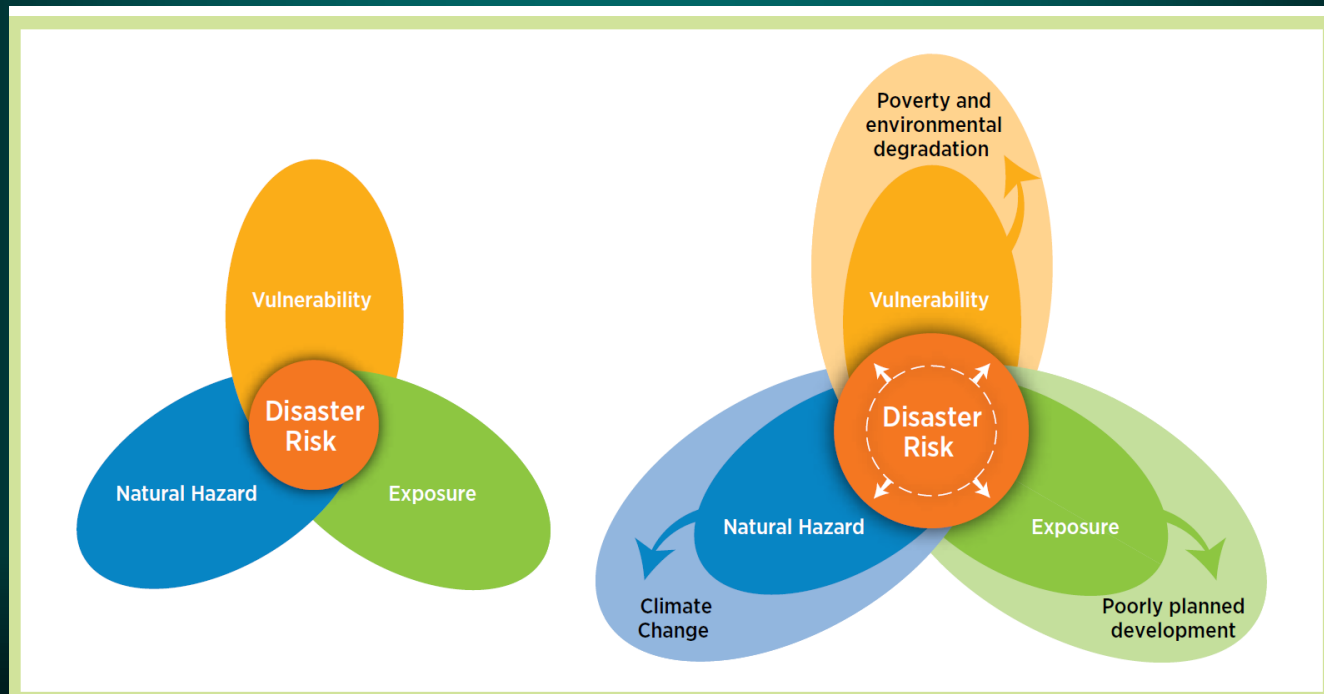 Vulnerability
Disaster
Risk
Natural Hazard
Exposure
Poverty and
environmental
degradation
Vulnerability
Disaster
Risk
Natural Hazard
Exposure
Climate
Change
Poorly planned
development